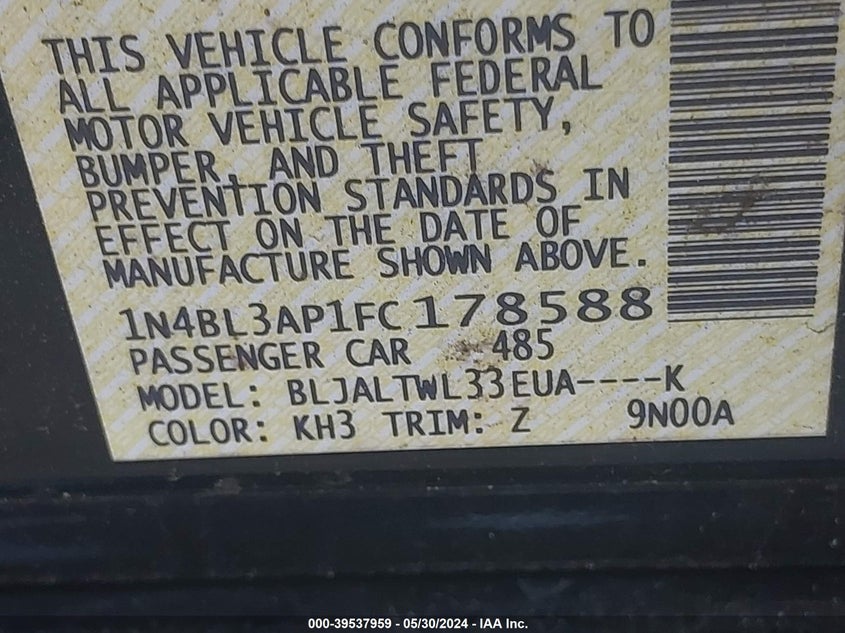 THIS VEHICLE CONFORMS TO
ALL APPLICABLE FEDERAL
MOTOR VEHICLE SAFETY,
BUMPER, AND THEFT
PREVENTION STANDARDS IN
EFFECT ON THE DATE OF
MANUFACTURE SHOWN ABOVE.
1N4BL3AP1FC178588
PASSENGER CAR 485
MODEL: BLJALTWL33EUA----K
COLOR: KH3 TRIM: Z 9N00A
000-39537959 - 05/30/2024 - IAA Inc.